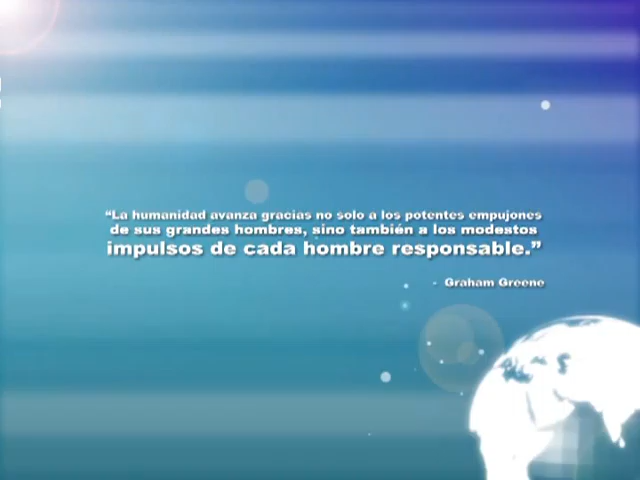 “La humanidad avanza gracias no solo a los potentes empujones
de sus grandes hombres, sino también a los modestos
impulsos de cada hombre responsable.”
- Graham Greene